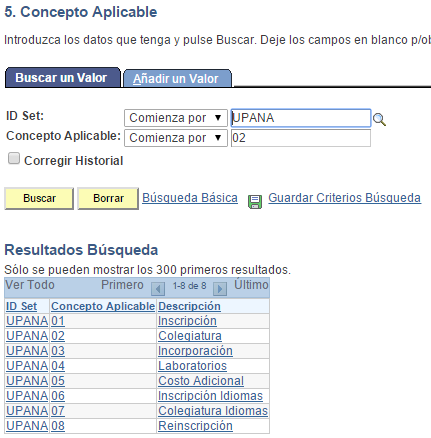 5. Concepto Aplicable
Introduzca los datos que tenga y pulse Buscar. Deje los campos en blanco p/ob
Buscar un Valor
Añadir un Valor
ID Set: Comienza por UPANA
Concepto Aplicable: Comienza por 02
Corregir Historial
Buscar Borrar Búsqueda Básica Guardar Criterios Búsqueda
Resultados Búsqueda
Sólo se pueden mostrar los 300 primeros resultados.
Ver Todo Primero 1-8 de 8 Último
ID Set Concepto Aplicable Descripción
UPANA 01 Inscripción
UPANA 02 Colegiatura
UPANA 03 Incorporación
UPANA 04 Laboratorios
UPANA 05 Costo Adicional
UPANA 06 Inscripción Idiomas
UPANA 07 Colegiatura Idiomas
UPANA 08 Reinscripción